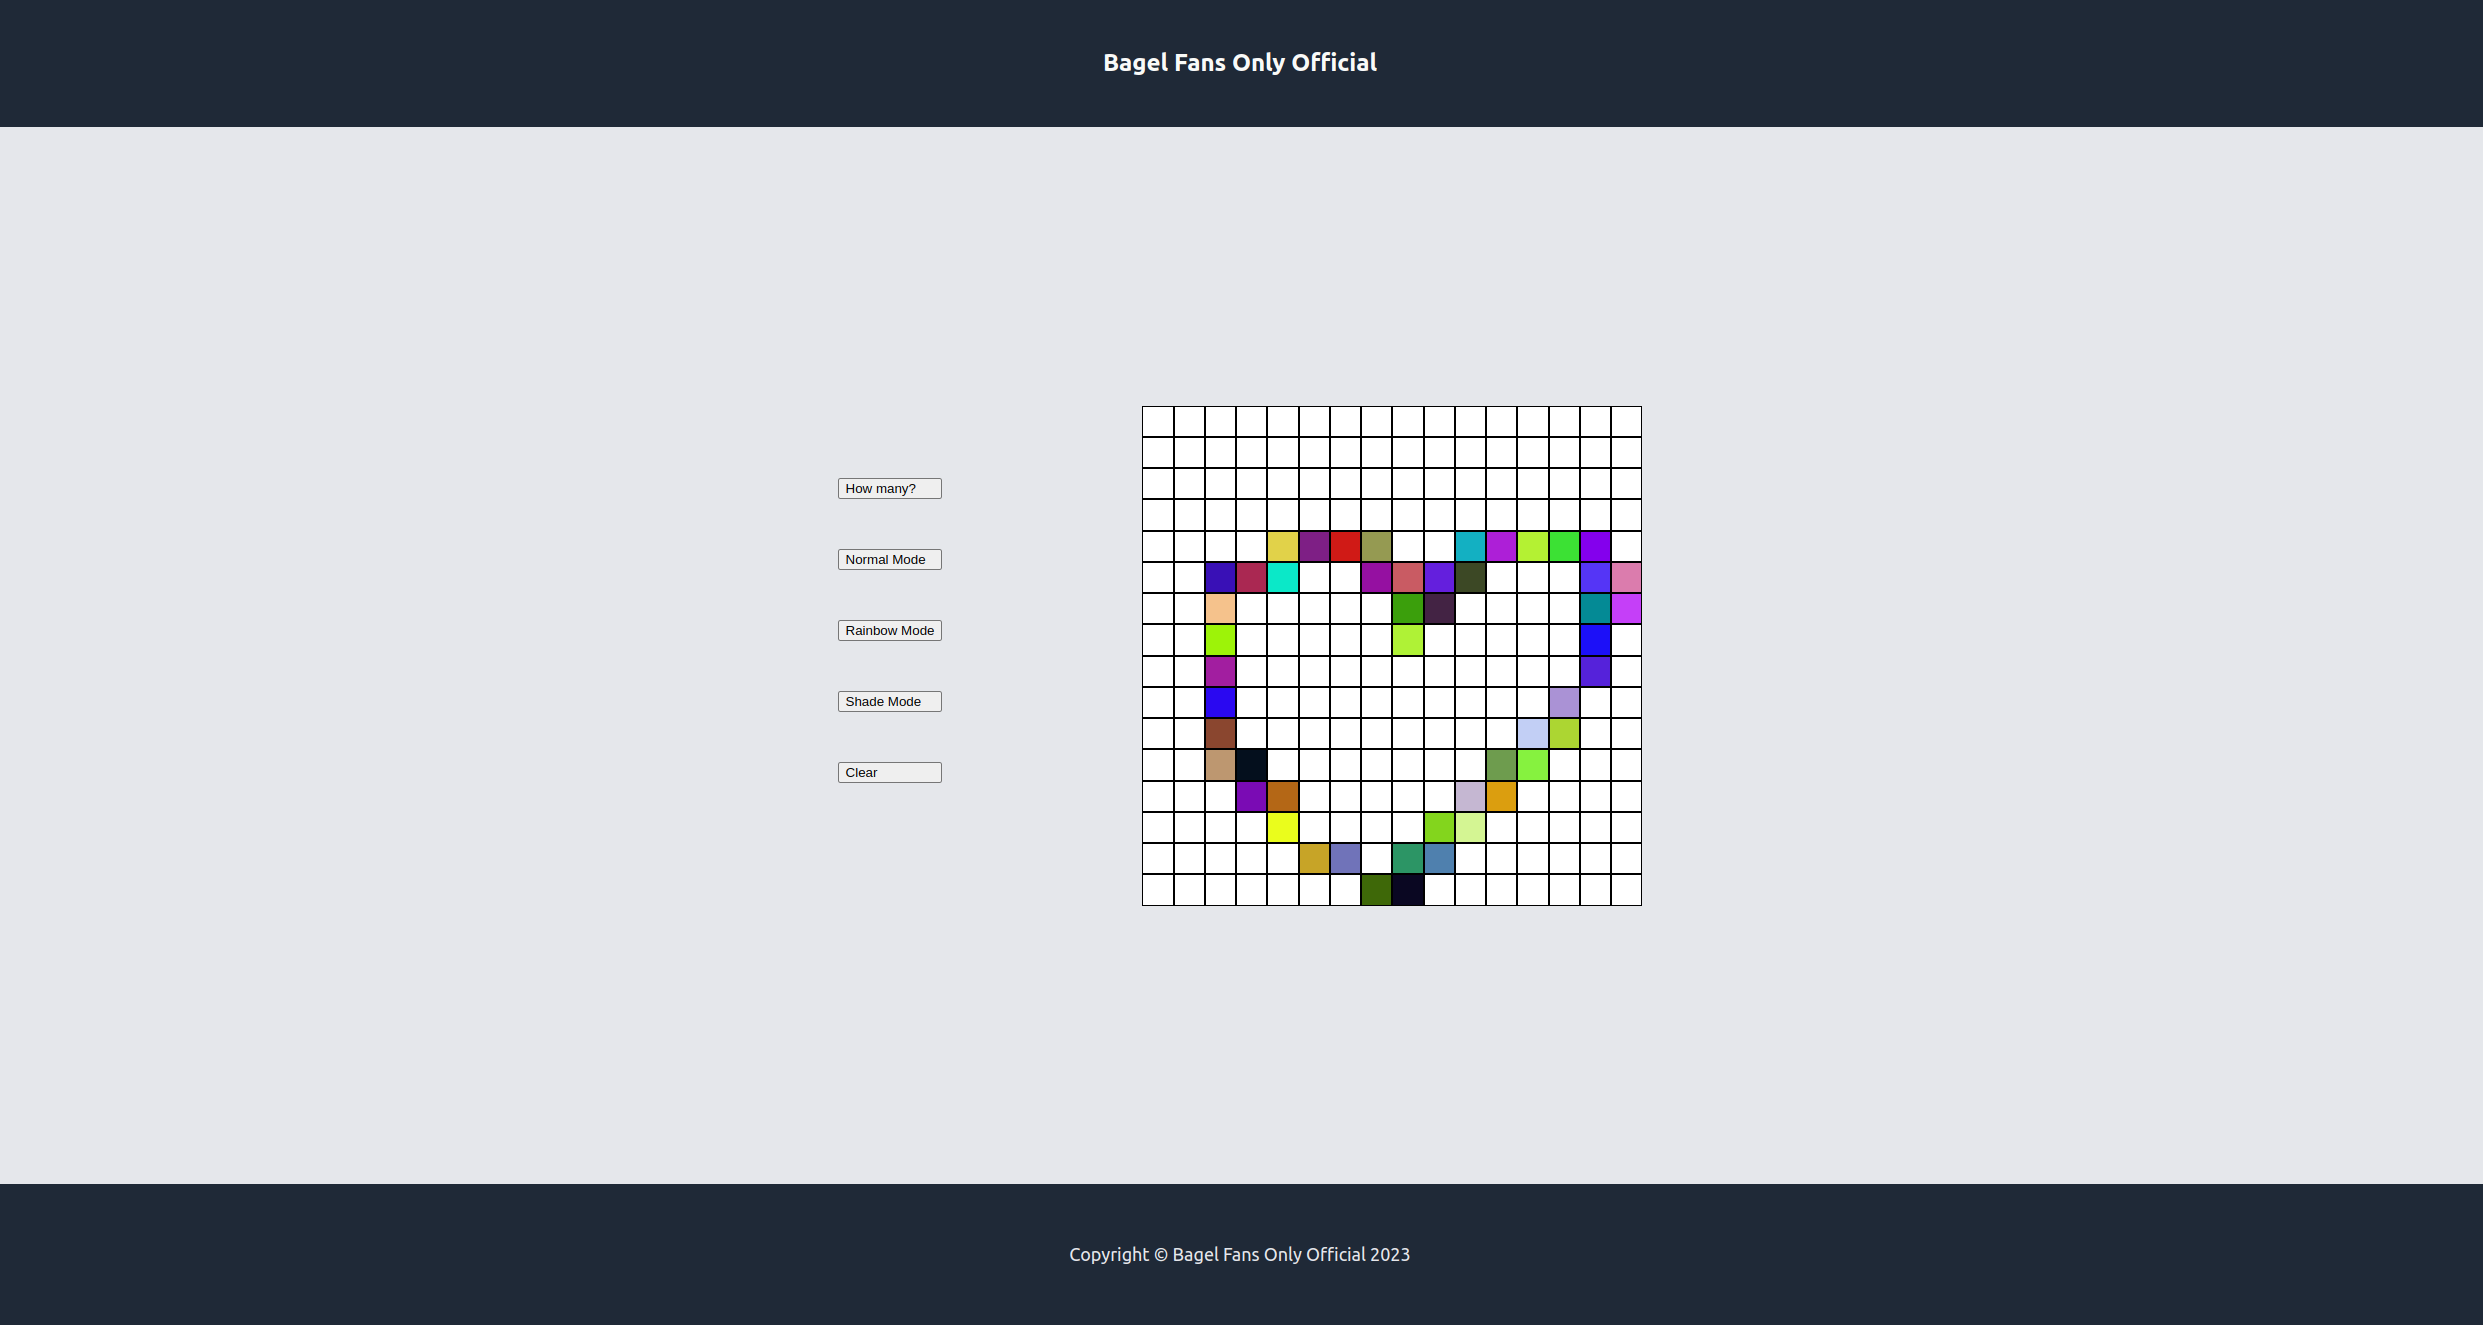 Bagel Fans Only Official
How many?
Normal Mode
Rainbow Mode
Shade Mode
Clear
Copyright © Bagel Fans Only Official 2023